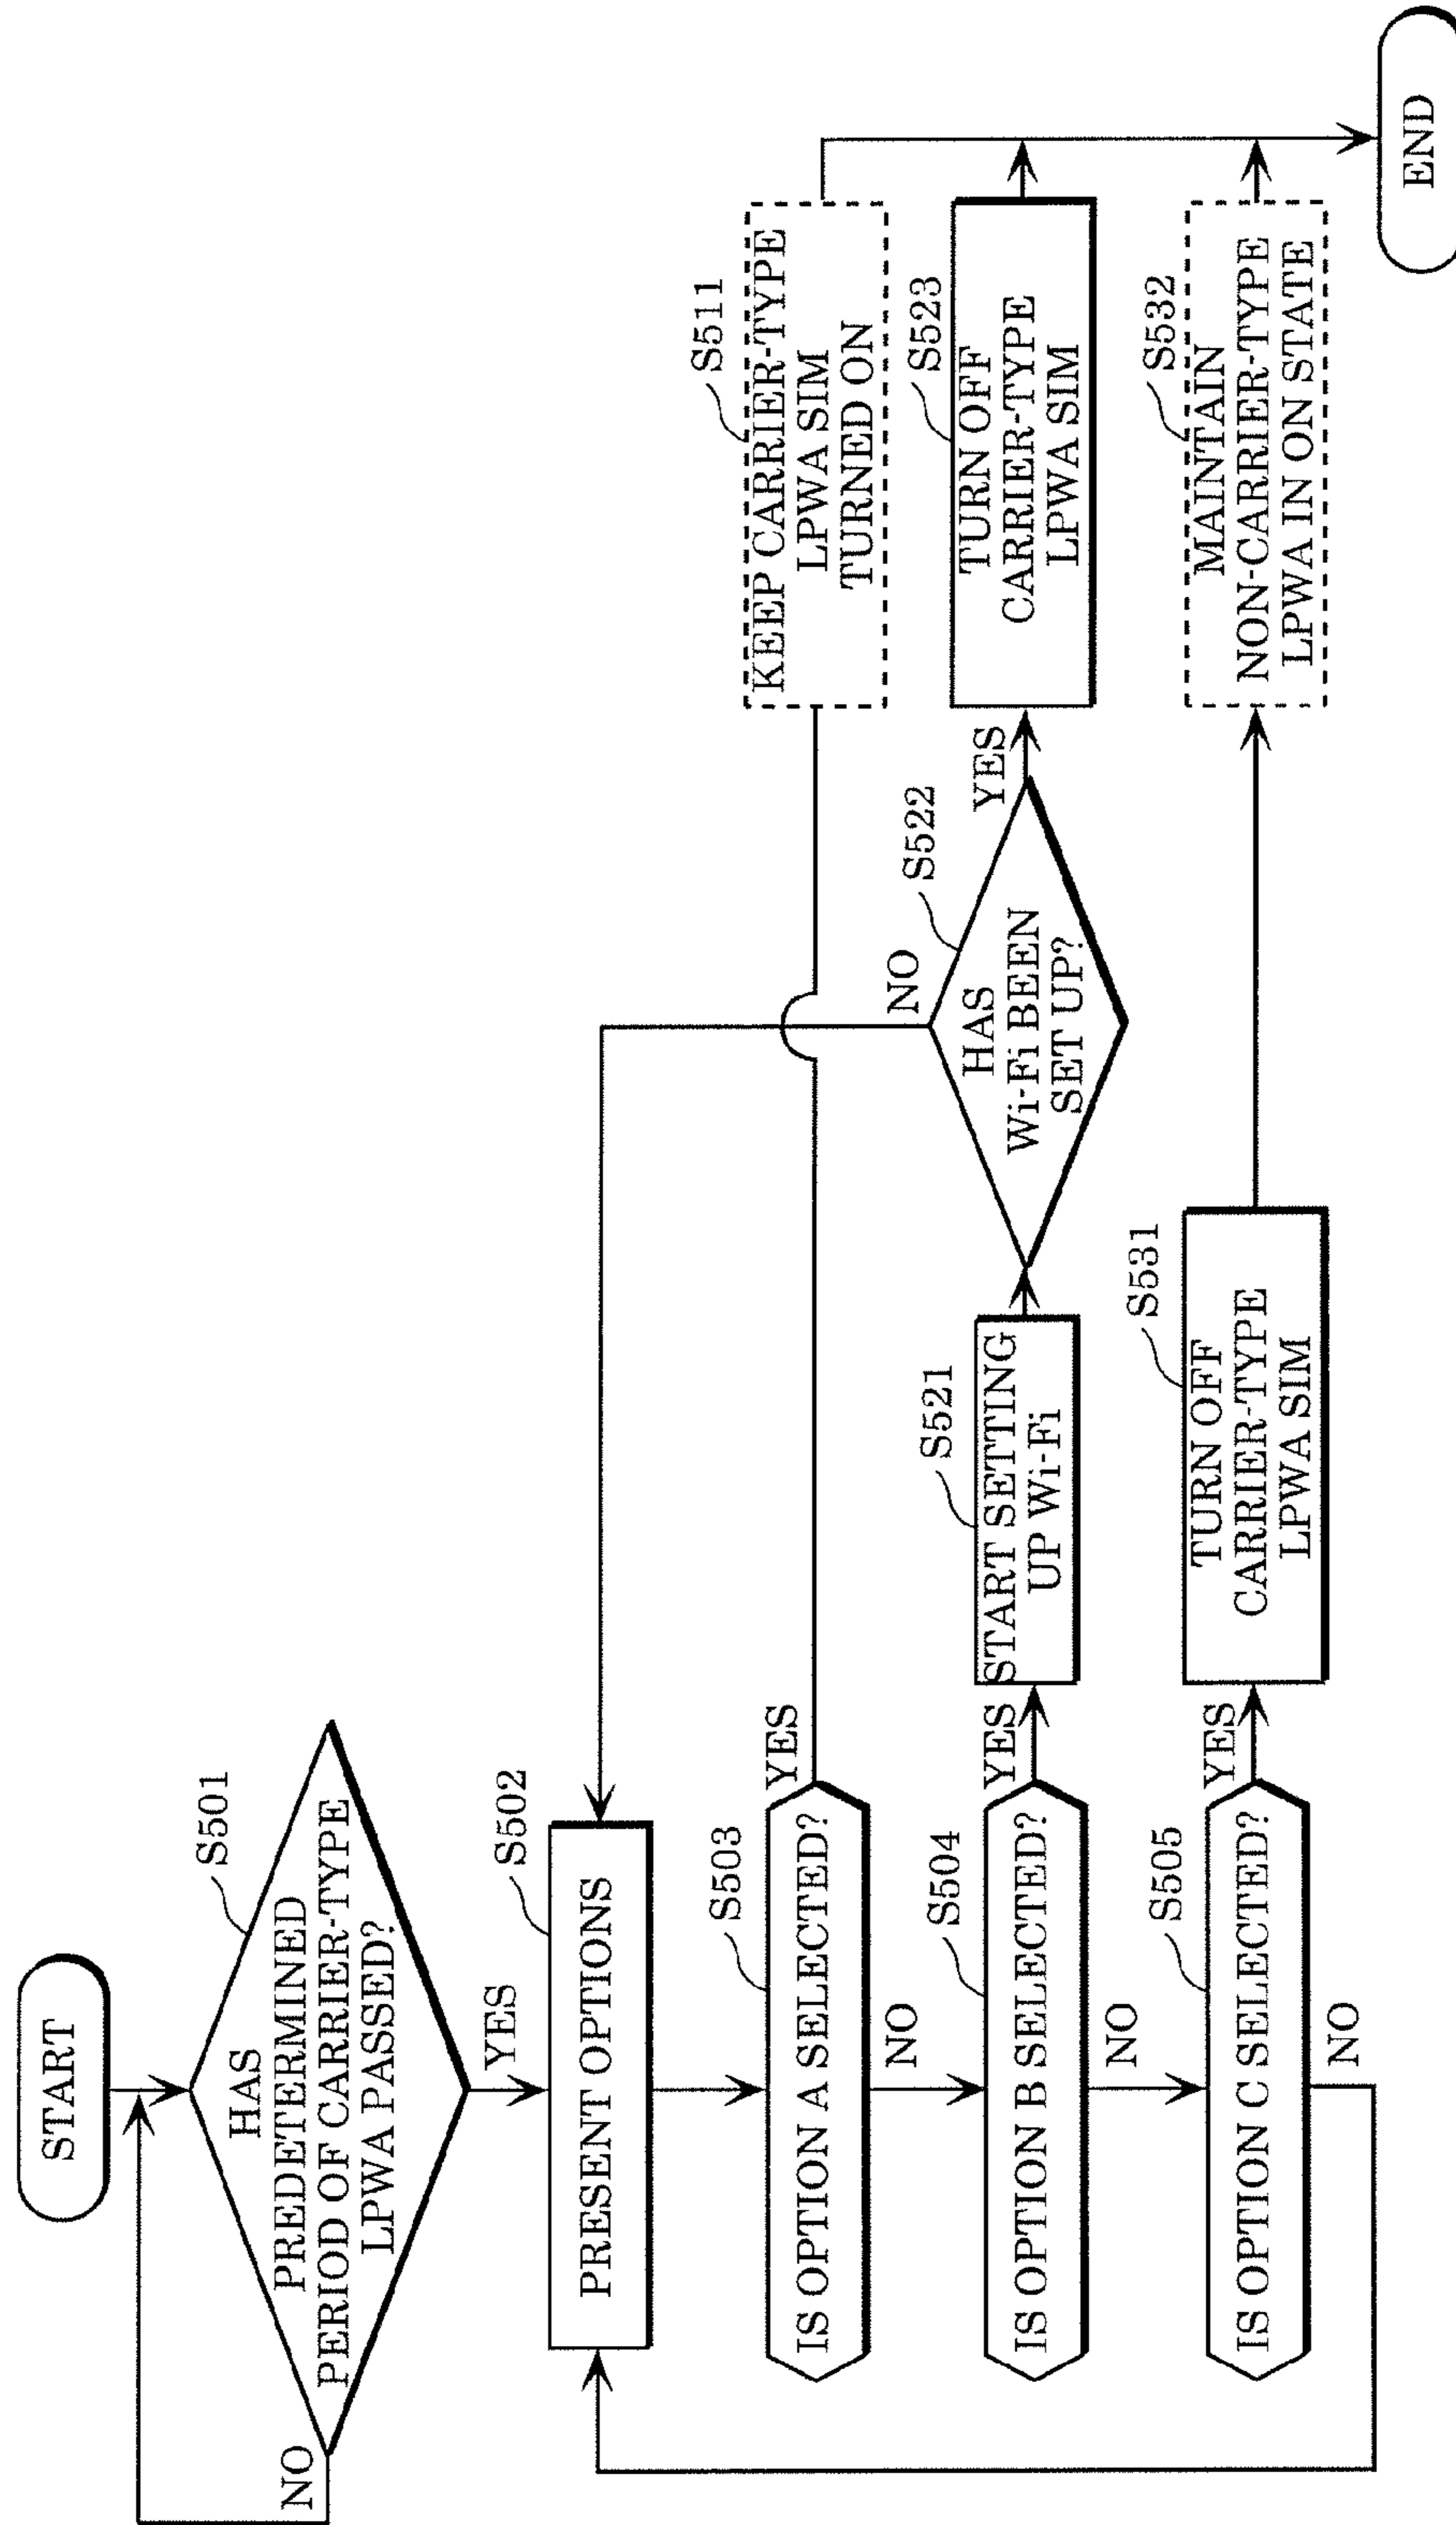 START
S501
HAS
PREDETERMINED
PERIOD OF CARRIER-TYPE
LPWA PASSED?
NO
YES
S502
PRESENT OPTIONS
S503
IS OPTION A SELECTED?
YES
NO
S511
KEEP CARRIER-TYPE
LPWA SIM
TURNED ON
S504
IS OPTION B SELECTED?
YES
NO
S521
START SETTING
UP Wi-Fi
S522
HAS
Wi-Fi BEEN
SET UP?
NO
YES
S523
TURN OFF
CARRIER-TYPE
LPWA SIM
S505
IS OPTION C SELECTED?
YES
NO
S531
TURN OFF
CARRIER-TYPE
LPWA SIM
S532
MAINTAIN
NON-CARRIER-TYPE
LPWA IN ON STATE
END